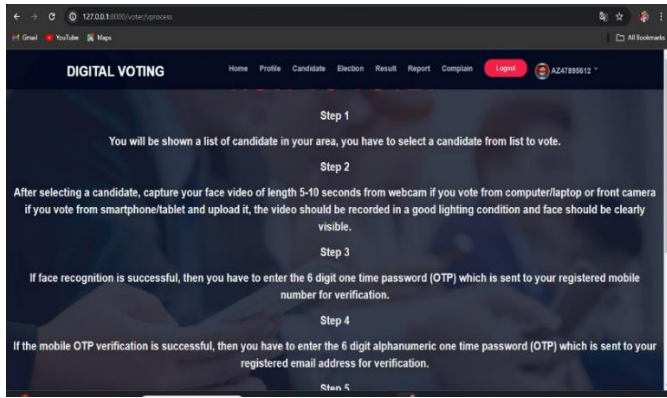 127.0.0.1:8000/voter/vprocess
Gmail YouTube Maps All Bookmarks
DIGITAL VOTING Home Profile Candidate Election Result Report Complain Logout AZ47895612
HOW TO VOTE?
Step 1
You will be shown a list of candidate in your area, you have to select a candidate from list to vote.
Step 2
After selecting a candidate, capture your face video of length 5-10 seconds from webcam if you vote from computer/laptop or front camera
if you vote from smartphone/tablet and upload it, the video should be recorded in a good lighting condition and face should be clearly
visible.
Step 3
If face recognition is successful, then you have to enter the 6 digit one time password (OTP) which is sent to your registered mobile
number for verification.
Step 4
If the mobile OTP verification is successful, then you have to enter the 6 digit alphanumeric one time password (OTP) which is sent to your
registered email address for verification.
Step 5